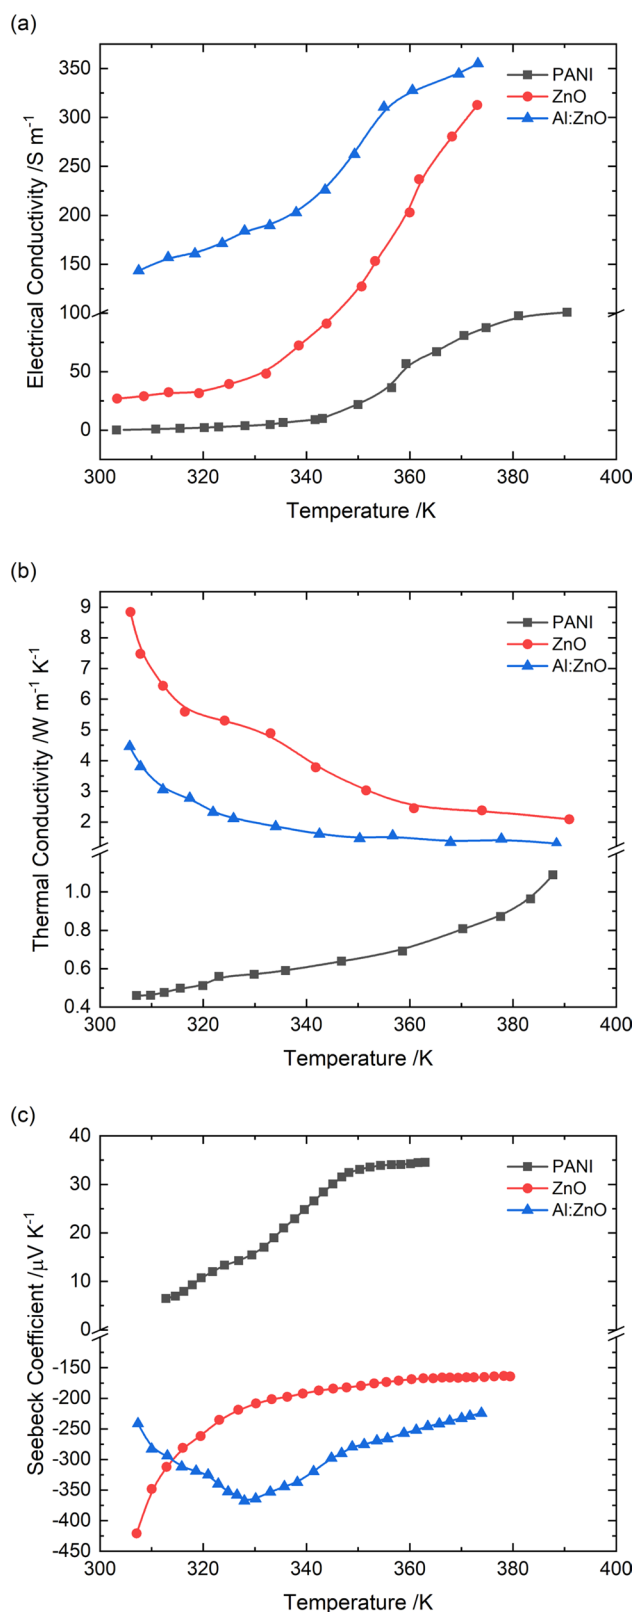 (a)
350
300
250
200
150
100
50
0
Electrical Conductivity /S m⁻¹
PANI
ZnO
Al:ZnO
300 320 340 360 380 400
Temperature /K
(b)
9
8
7
6
5
4
3
2
1.0
0.8
0.6
0.4
Thermal Conductivity /W m⁻¹ K⁻¹
PANI
ZnO
Al:ZnO
300 320 340 360 380 400
Temperature /K
(c)
40
30
20
10
0
-150
-200
-250
-300
-350
-400
-450
Seebeck Coefficient /μV K⁻¹
PANI
ZnO
Al:ZnO
300 320 340 360 380 400
Temperature /K